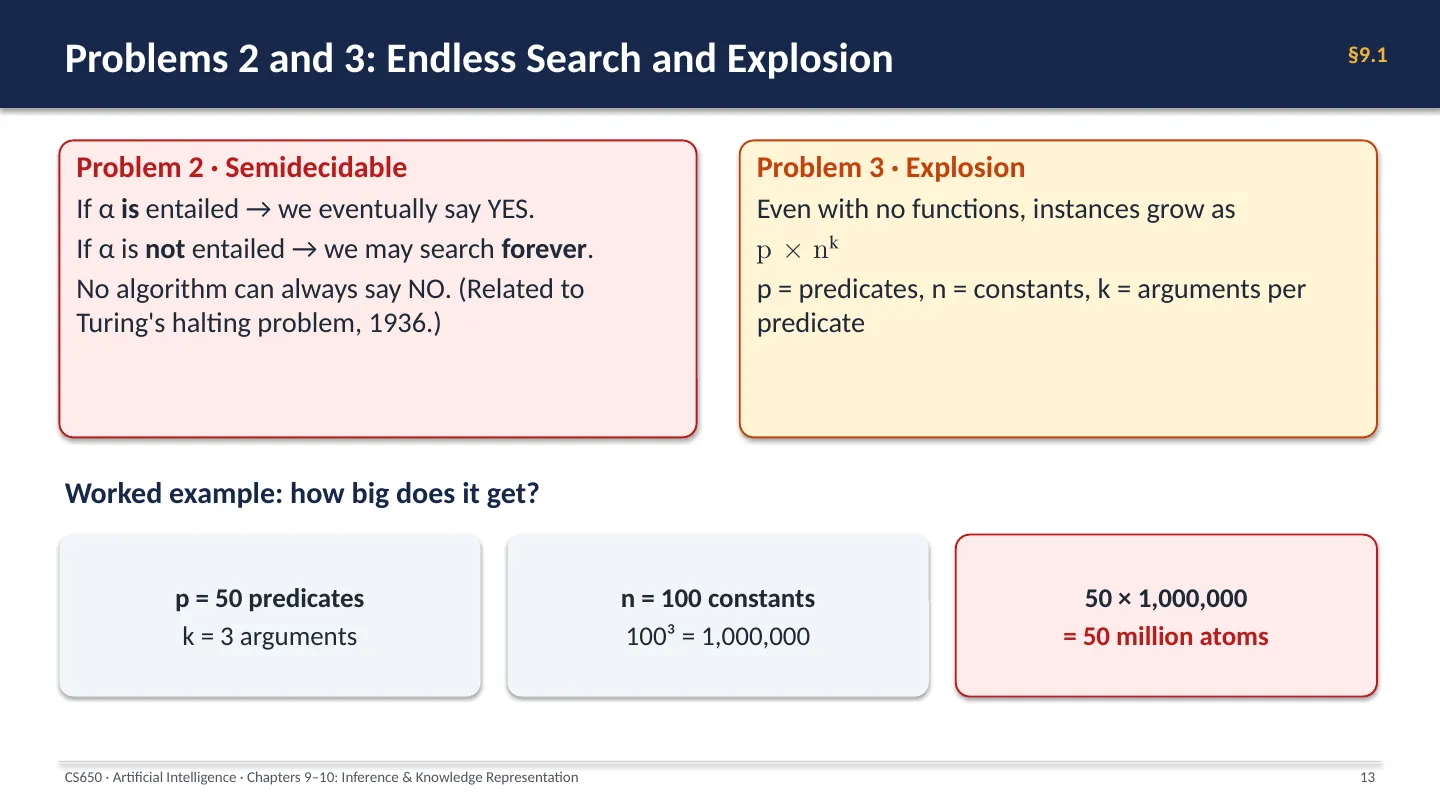 Problems 2 and 3: Endless Search and Explosion
§9.1
Problem 2 · Semidecidable
If α is entailed → we eventually say YES.
If α is not entailed → we may search forever.
No algorithm can always say NO. (Related to
Turing's halting problem, 1936.)
Problem 3 · Explosion
Even with no functions, instances grow as
p × nᵏ
p = predicates, n = constants, k = arguments per
predicate
Worked example: how big does it get?
p = 50 predicates
k = 3 arguments
n = 100 constants
100³ = 1,000,000
50 × 1,000,000
= 50 million atoms
CS650 · Artificial Intelligence · Chapters 9–10: Inference & Knowledge Representation
13